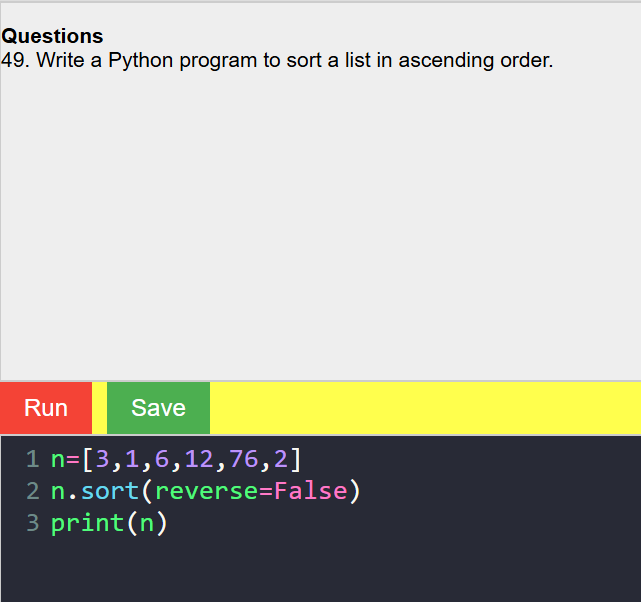 Questions
49. Write a Python program to sort a list in ascending order.
Run Save
1 n=[3,1,6,12,76,2]
2 n.sort(reverse=False)
3 print(n)